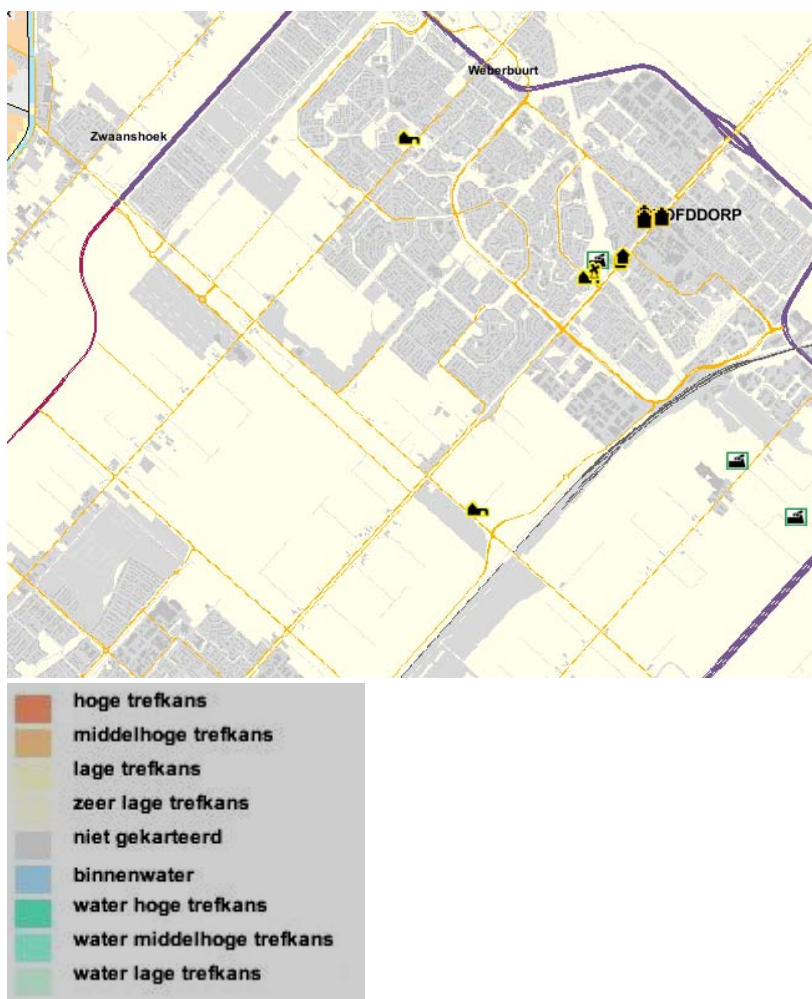 Weberbuurt
Zwaanshoek
OFDDORP
hoge trefkans
middelhoge trefkans
lage trefkans
zeer lage trefkans
niet gekarteerd
binnenwater
water hoge trefkans
water middelhoge trefkans
water lage trefkans